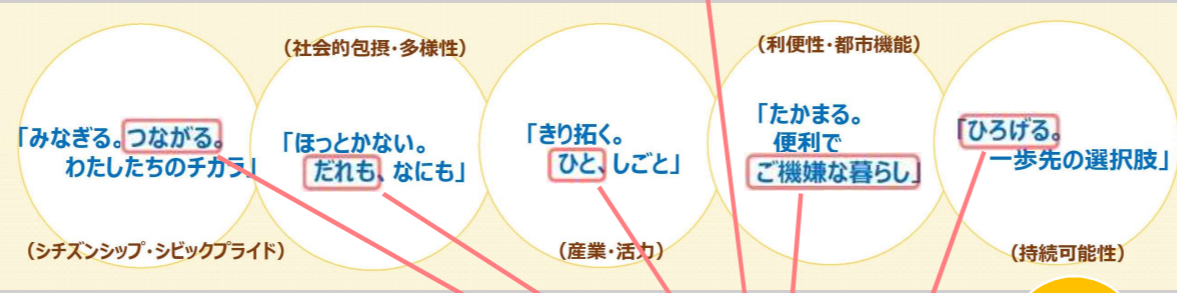 「みなぎる。つながる。
わたしたちのチカラ」
(シチズンシップ・シビックプライド)
(社会的包摂・多様性)
「ほっとかない。
だれも、なにも」
「きり拓く。
ひと、しごと」
(産業・活力)
(利便性・都市機能)
「たかまる。
便利で
ご機嫌な暮らし」
「ひろげる。
一歩先の選択肢」
(持続可能性)